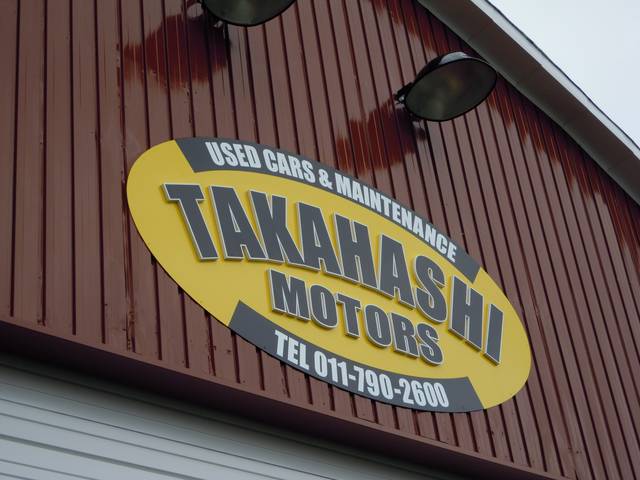 USED CARS & MAINTENANCE
TAKAHASHI
MOTORS
TEL 011-790-2600